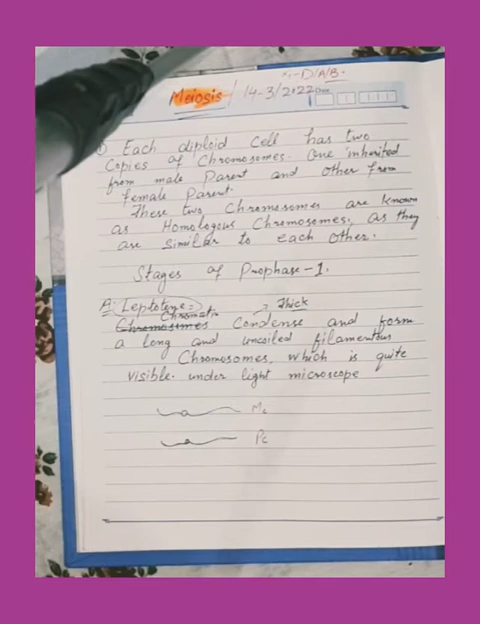 XI-D/A/B.
Meiosis / 14-3/2022
Each diploid Cell has two
Copies of Chromosomes. One inherited
from male Parent and other from
female Parent.
These two Chromosomes are known
as Homologous Chromosomes, as they
are similar to each other.
Stages of Prophase-1.
A: Leptotene:-
Chromatin → Thick
Chromosomes Condense and form
a long and uncoiled filamentous
Chromosomes, which is quite
visible under light microscope
Mc
Pc